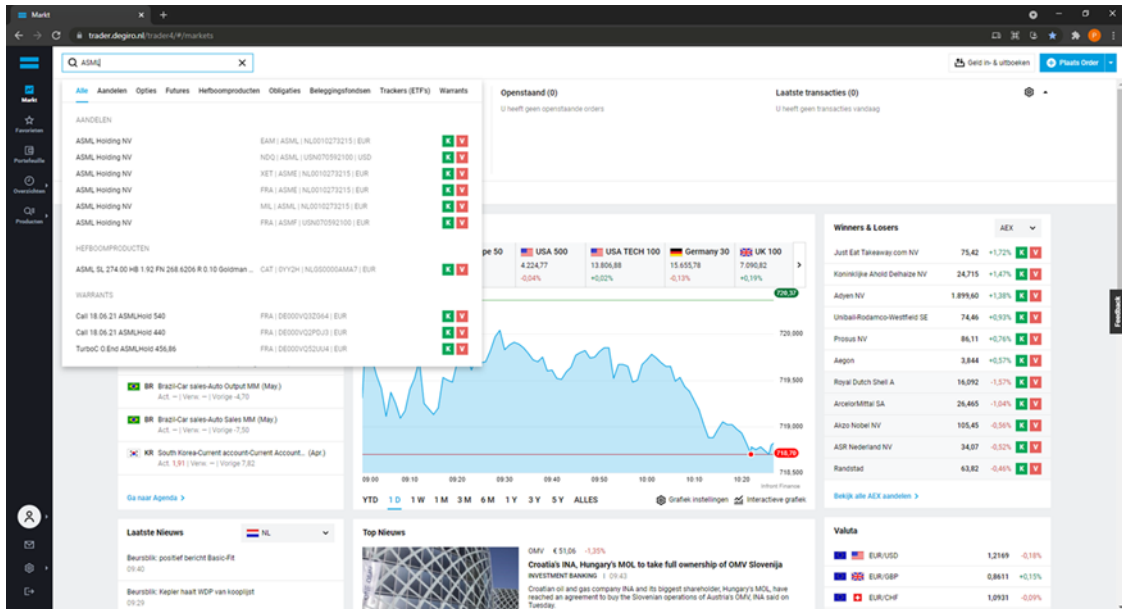 Markt
trader.degiro.nl/trader4/#/markets
ASML
Geld in- & uitboeken
Plaats Order
Markt
Favorieten
Portefeuille
Overzichten
Producten
Alle Aandelen Opties Futures Hefboomproducten Obligaties Beleggingsfondsen Trackers (ETF's) Warrants
AANDELEN
ASML Holding NV EAM | ASML | NL0010273215 | EUR K V
ASML Holding NV NDQ | ASML | USN070592100 | USD K V
ASML Holding NV XET | ASME | NL0010273215 | EUR K V
ASML Holding NV FRA | ASME | NL0010273215 | EUR K V
ASML Holding NV MIL | ASML | NL0010273215 | EUR K V
ASML Holding NV FRA | ASMF | USN070592100 | EUR K V
HEFBOOMPRODUCTEN
ASML SL 274.00 HB 1.92 FN 268.6206 R 0.10 Goldman ... CAT | 0YY2H | NLGS0000AMA7 | EUR K V
WARRANTS
Call 18.06.21 ASMLHold 540 FRA | DE000VQ3ZG64 | EUR K V
Call 18.06.21 ASMLHold 440 FRA | DE000VQ2PDJ3 | EUR K V
TurboC O.End ASMLHold 456,86 FRA | DE000VQ52UU4 | EUR K V
Openstaand (0)
U heeft geen openstaande orders
Laatste transacties (0)
U heeft geen transacties vandaag
pe 50 USA 500 USA TECH 100 Germany 30 UK 100
4.224,77 13.806,88 15.655,78 7.090,82
-0,04% +0,02% -0,13% +0,19%
720,37
720,000
719,500
719,000
718,70
718,500
09:00 09:10 09:20 09:30 09:40 09:50 10:00 10:10 10:20
Infront Finance
YTD 1 D 1 W 1 M 3 M 6 M 1 Y 3 Y 5 Y ALLES
Grafiek instellingen Interactieve grafiek
BR Brazil-Car sales-Auto Output MM (May.)
Act. — | Verw. — | Vorige -4,70
BR Brazil-Car sales-Auto Sales MM (May.)
Act. — | Verw. — | Vorige -7,50
KR South Korea-Current account-Current Account... (Apr.)
Act. 1,91 | Verw. — | Vorige 7,82
Ga naar Agenda >
Winners & Losers AEX
Just Eat Takeaway.com NV 75,42 +1,72% K V
Koninklijke Ahold Delhaize NV 24,715 +1,47% K V
Adyen NV 1.899,60 +1,38% K V
Unibail-Rodamco-Westfield SE 74,46 +0,93% K V
Prosus NV 86,11 +0,76% K V
Aegon 3,844 +0,57% K V
Royal Dutch Shell A 16,092 -1,57% K V
ArcelorMittal SA 26,465 -1,04% K V
Akzo Nobel NV 105,45 -0,56% K V
ASR Nederland NV 34,07 -0,52% K V
Randstad 63,82 -0,46% K V
Bekijk alle AEX aandelen >
Feedback
Laatste Nieuws NL
Beursblik: positief bericht Basic-Fit
09:40
Beursblik: Kepler haalt WDP van kooplijst
09:29
Top Nieuws
OMV € 51,06 -1,35%
Croatia's INA, Hungary's MOL to take full ownership of OMV Slovenija
INVESTMENT BANKING | 09:43
Croatian oil and gas company INA and its biggest shareholder, Hungary's MOL, have
reached an agreement to buy the Slovenian operations of Austria's OMV, INA said on
Tuesday.
Valuta
EUR/USD 1,2169 -0,18%
EUR/GBP 0,8611 +0,15%
EUR/CHF 1,0931 -0,09%